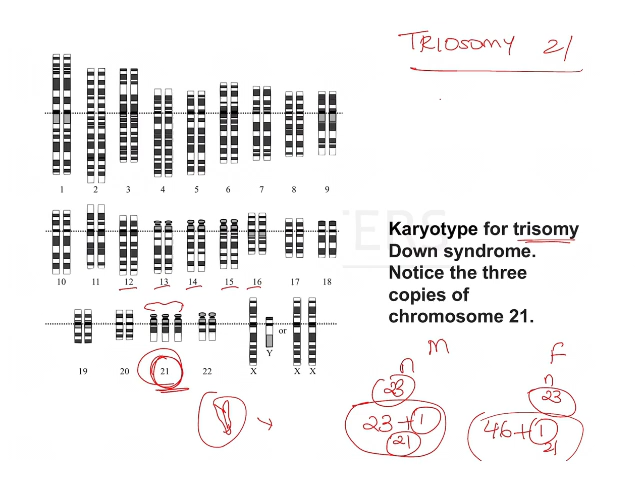 TRIOSOMY 21
1 2 3 4 5 6 7 8 9
10 11 12 13 14 15 16 17 18
19 20 21 22 X Y or X X
Karyotype for trisomy
Down syndrome.
Notice the three
copies of
chromosome 21.
M F
n n
23 23
23+1 46+1
21 21